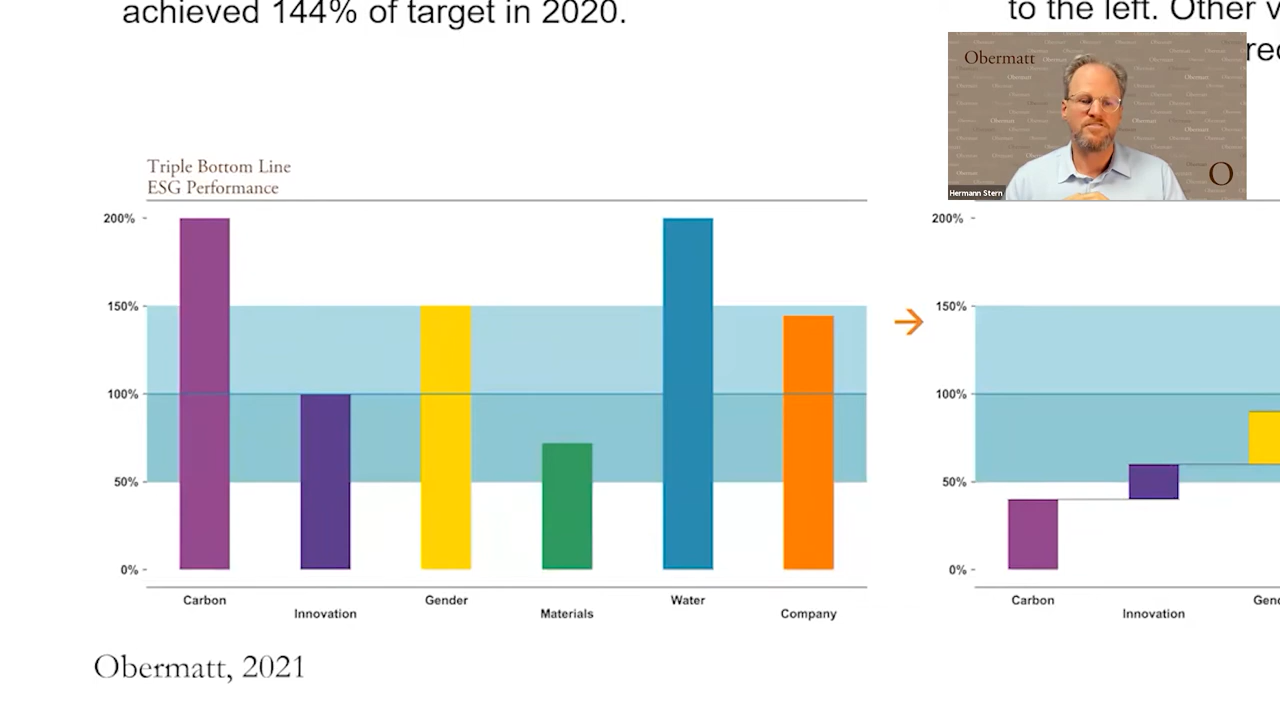 achieved 144% of target in 2020.
to the left. Other v
rec
Obermatt
Hermann Stern
O
Triple Bottom Line
ESG Performance
200%
150%
100%
50%
0%
Carbon
Innovation
Gender
Materials
Water
Company
200%
150%
100%
50%
0%
Carbon
Innovation
Gend
Obermatt, 2021